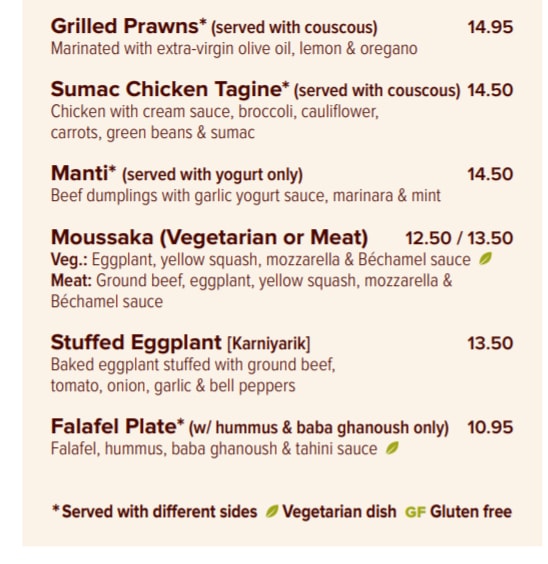 Grilled Prawns* (served with couscous) 14.95
Marinated with extra-virgin olive oil, lemon & oregano
Sumac Chicken Tagine* (served with couscous) 14.50
Chicken with cream sauce, broccoli, cauliflower,
carrots, green beans & sumac
Manti* (served with yogurt only) 14.50
Beef dumplings with garlic yogurt sauce, marinara & mint
Moussaka (Vegetarian or Meat) 12.50 / 13.50
Veg.: Eggplant, yellow squash, mozzarella & Béchamel sauce
Meat: Ground beef, eggplant, yellow squash, mozzarella &
Béchamel sauce
Stuffed Eggplant [Karniyarik] 13.50
Baked eggplant stuffed with ground beef,
tomato, onion, garlic & bell peppers
Falafel Plate* (w/ hummus & baba ghanoush only) 10.95
Falafel, hummus, baba ghanoush & tahini sauce
*Served with different sides Vegetarian dish GF Gluten free